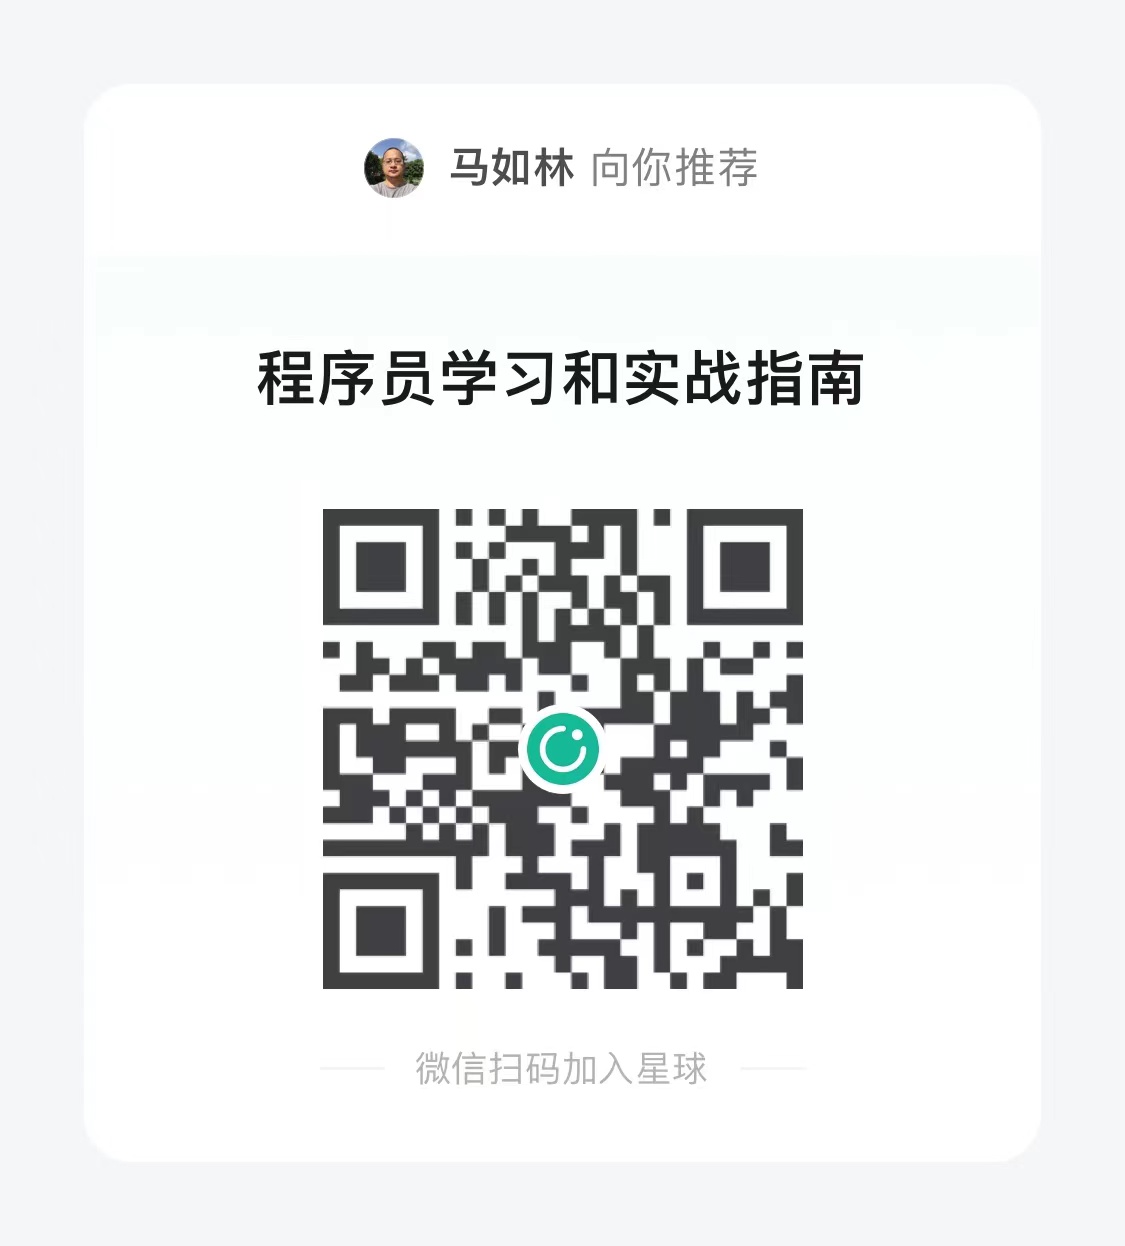 马如林 向你推荐
程序员学习和实战指南
微信扫码加入星球